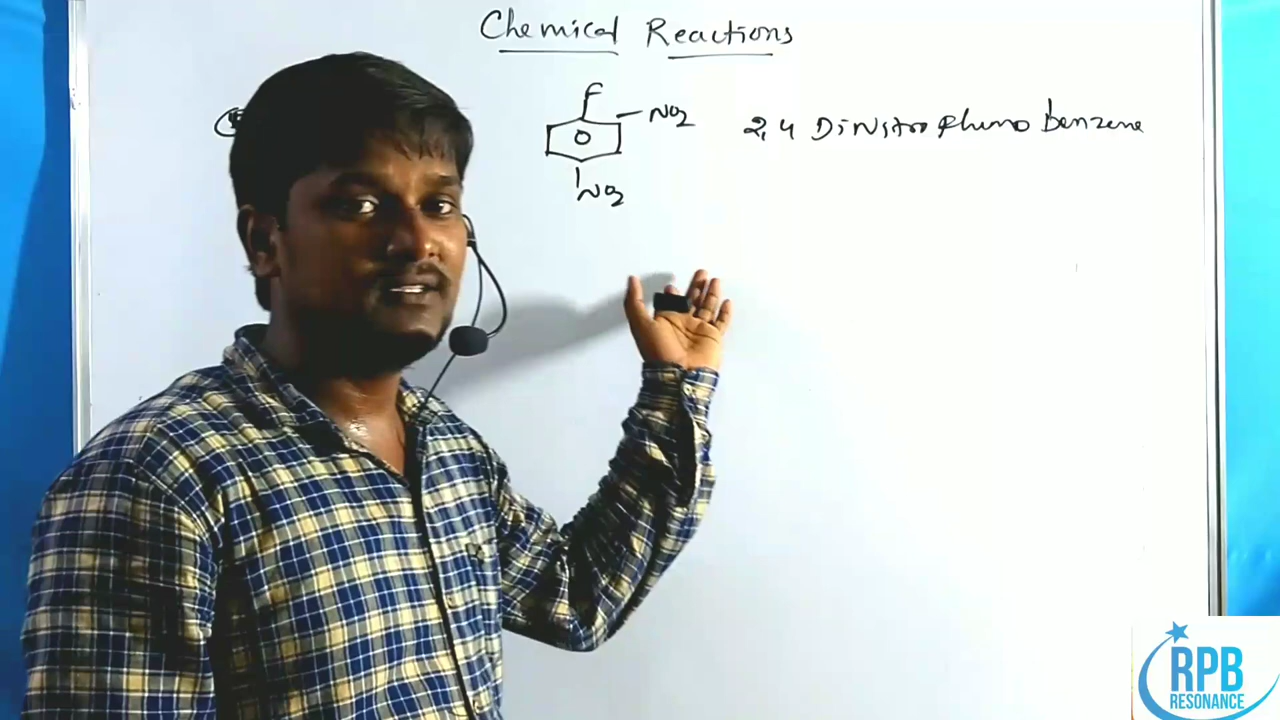 Chemical Reactions
F
NO2
2,4 DiNitro fluoro benzene
NO2
RPB
RESONANCE